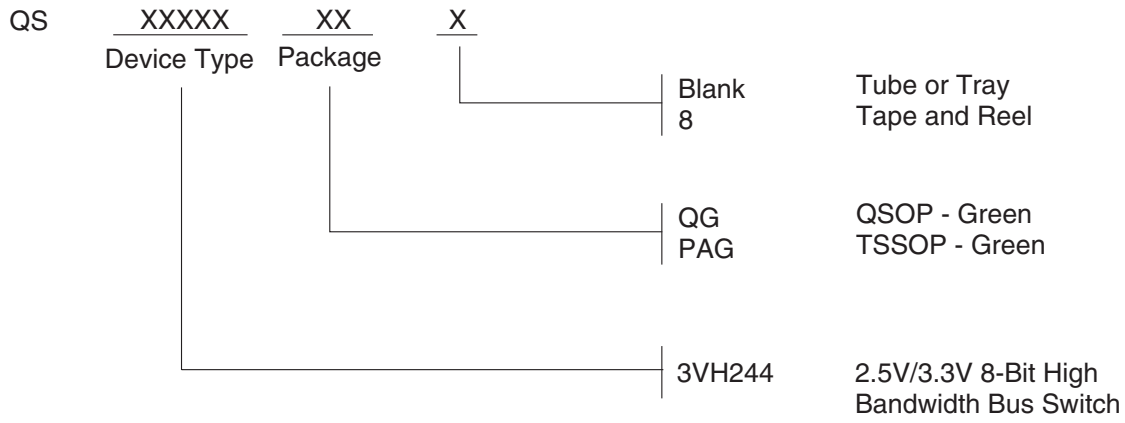 QS XXXXX XX X
Device Type Package
Blank Tube or Tray
8 Tape and Reel
QG QSOP - Green
PAG TSSOP - Green
3VH244 2.5V/3.3V 8-Bit High
Bandwidth Bus Switch